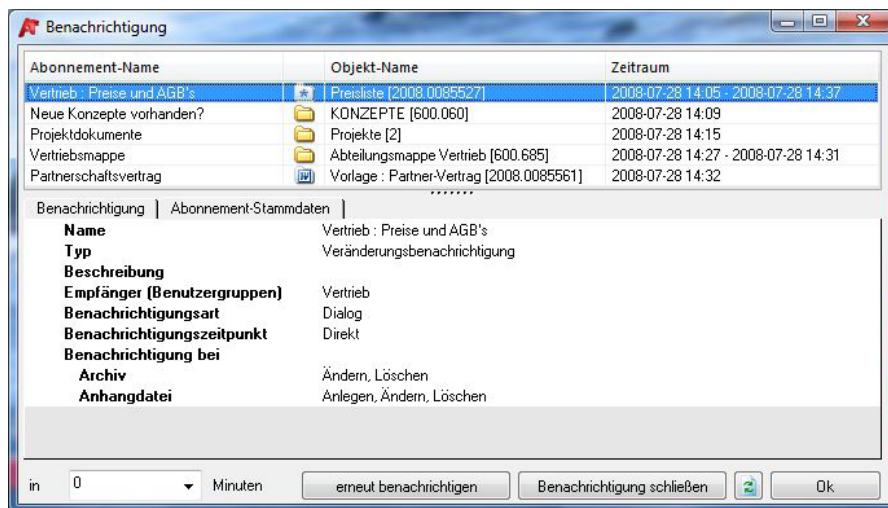 Benachrichtigung
Abonnement-Name Objekt-Name Zeitraum
Vertrieb : Preise und AGB's Preisliste [2008.0085527] 2008-07-28 14:05 - 2008-07-28 14:37
Neue Konzepte vorhanden? KONZEPTE [600.060] 2008-07-28 14:09
Projektdokumente Projekte [2] 2008-07-28 14:15
Vertriebsmappe Abteilungsmappe Vertrieb [600.685] 2008-07-28 14:27 - 2008-07-28 14:31
Partnerschaftsvertrag Vorlage : Partner-Vertrag [2008.0085561] 2008-07-28 14:32
Benachrichtigung Abonnement-Stammdaten
Name Vertrieb : Preise und AGB's
Typ Veränderungsbenachrichtigung
Beschreibung
Empfänger (Benutzergruppen) Vertrieb
Benachrichtigungsart Dialog
Benachrichtigungszeitpunkt Direkt
Benachrichtigung bei
Archiv Ändern, Löschen
Anhangdatei Anlegen, Ändern, Löschen
in 0 Minuten erneut benachrichtigen Benachrichtigung schließen Ok